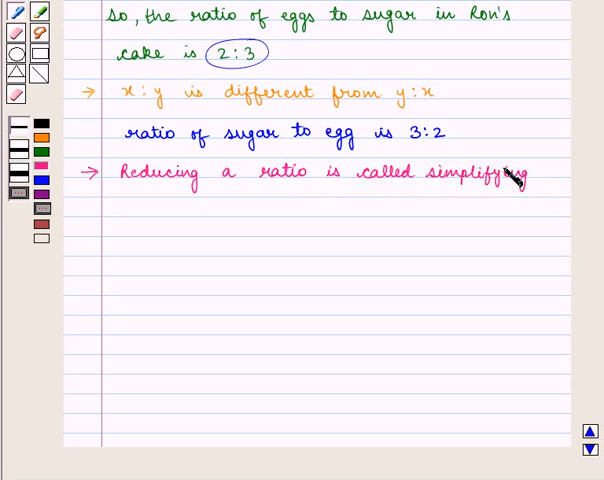 So, the ratio of eggs to sugar in Ron's
cake is 2:3
→ x:y is different from y:x
ratio of sugar to egg is 3:2
→ Reducing a ratio is called simplifying